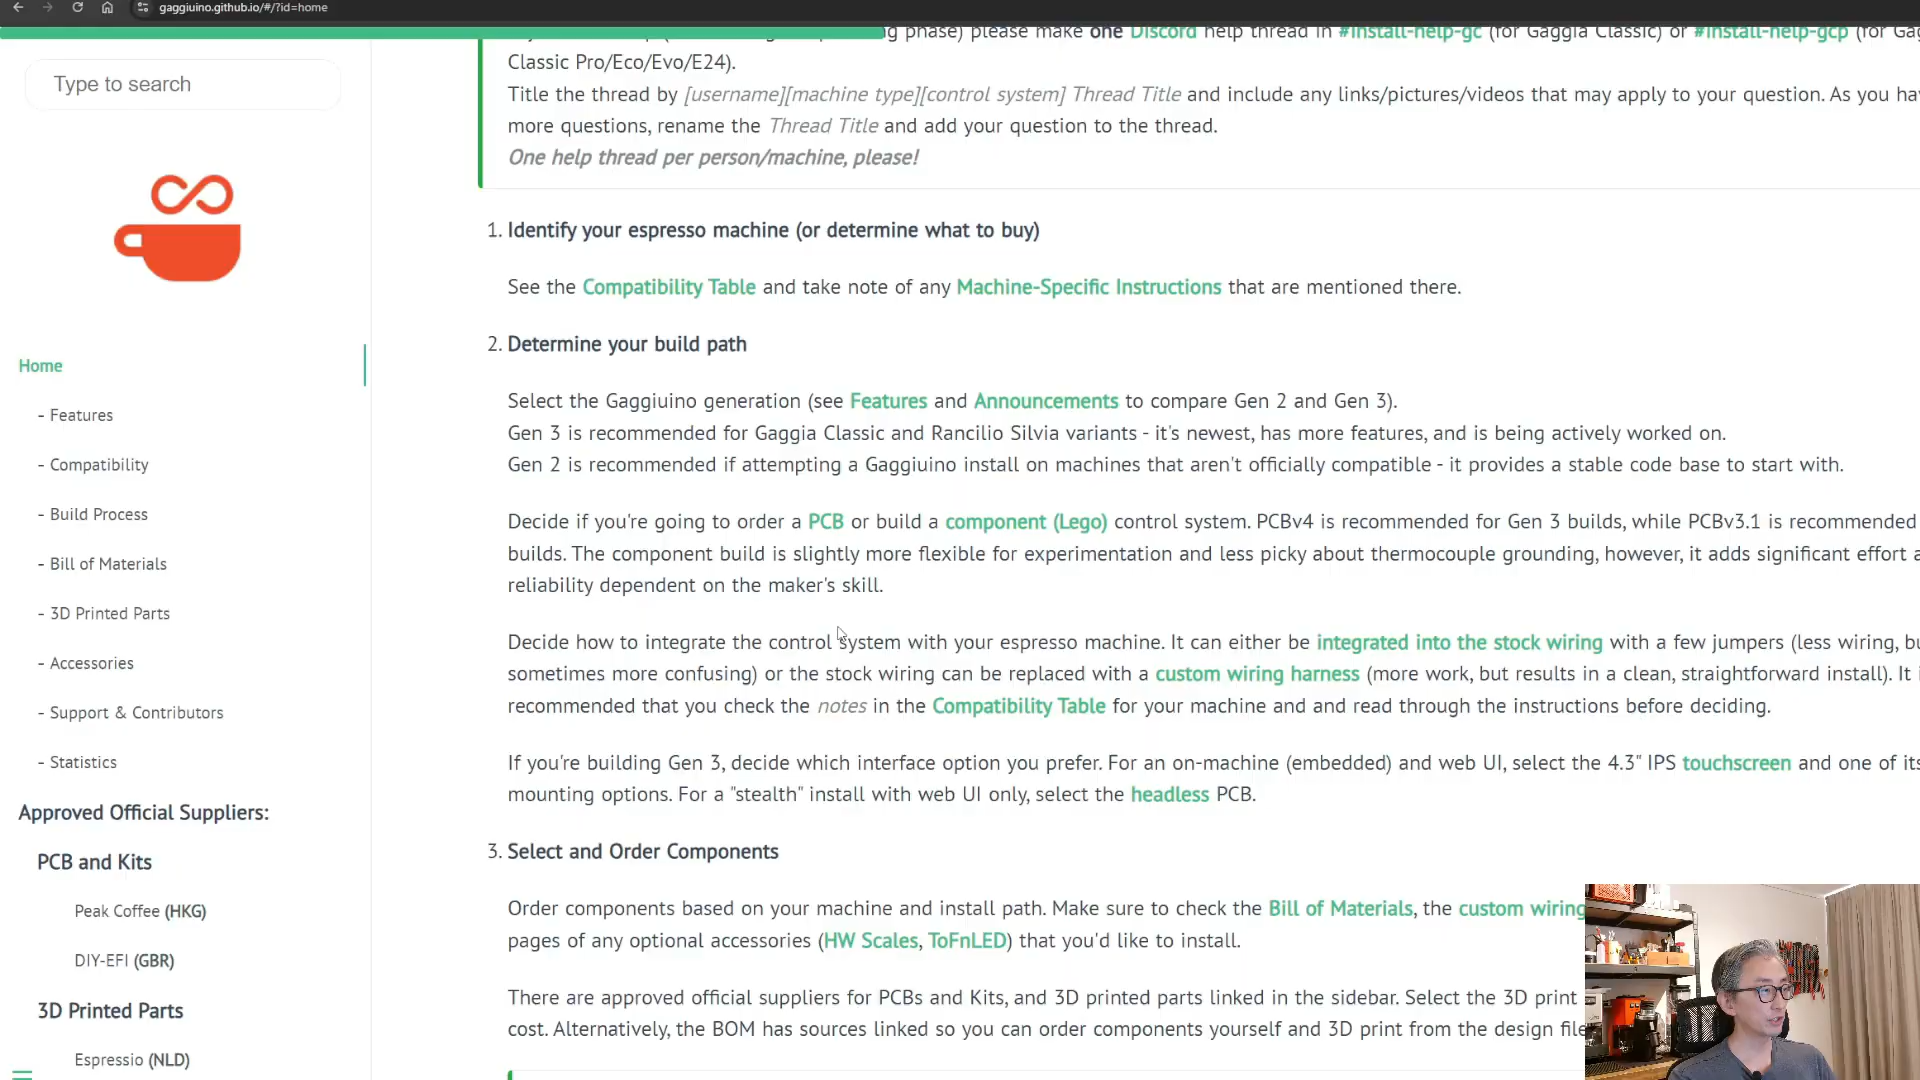 gaggiuino.github.io/#/?id=home
phase) please make one Discord help thread in #install-help-gc (for Gaggia Classic) or #install-help-gcp (for
Type to search
Classic Pro/Eco/Evo/E24).
Title the thread by [username][machine type][control system] Thread Title and include any links/pictures/videos that may apply to your question. As you
more questions, rename the Thread Title and add your question to the thread.
One help thread per person/machine, please!
1. Identify your espresso machine (or determine what to buy)
See the Compatibility Table and take note of any Machine-Specific Instructions that are mentioned there.
2. Determine your build path
Select the Gaggiuino generation (see Features and Announcements to compare Gen 2 and Gen 3).
Gen 3 is recommended for Gaggia Classic and Rancilio Silvia variants - it's newest, has more features, and is being actively worked on.
Gen 2 is recommended if attempting a Gaggiuino install on machines that aren't officially compatible - it provides a stable code base to start with.
Decide if you're going to order a PCB or build a component (Lego) control system. PCBv4 is recommended for Gen 3 builds, while PCBv3.1 is recommended
builds. The component build is slightly more flexible for experimentation and less picky about thermocouple grounding, however, it adds significant effort
reliability dependent on the maker's skill.
Decide how to integrate the control system with your espresso machine. It can either be integrated into the stock wiring with a few jumpers (less wiring,
sometimes more confusing) or the stock wiring can be replaced with a custom wiring harness (more work, but results in a clean, straightforward install). It
recommended that you check the notes in the Compatibility Table for your machine and and read through the instructions before deciding.
If you're building Gen 3, decide which interface option you prefer. For an on-machine (embedded) and web UI, select the 4.3" IPS touchscreen and one of its
mounting options. For a "stealth" install with web UI only, select the headless PCB.
3. Select and Order Components
Order components based on your machine and install path. Make sure to check the Bill of Materials, the custom wiring
pages of any optional accessories (HW Scales, ToFnLED) that you'd like to install.
There are approved official suppliers for PCBs and Kits, and 3D printed parts linked in the sidebar. Select the 3D print
cost. Alternatively, the BOM has sources linked so you can order components yourself and 3D print from the design
Home
- Features
- Compatibility
- Build Process
- Bill of Materials
- 3D Printed Parts
- Accessories
- Support & Contributors
- Statistics
Approved Official Suppliers:
PCB and Kits
Peak Coffee (HKG)
DIY-EFI (GBR)
3D Printed Parts
Espressio (NLD)